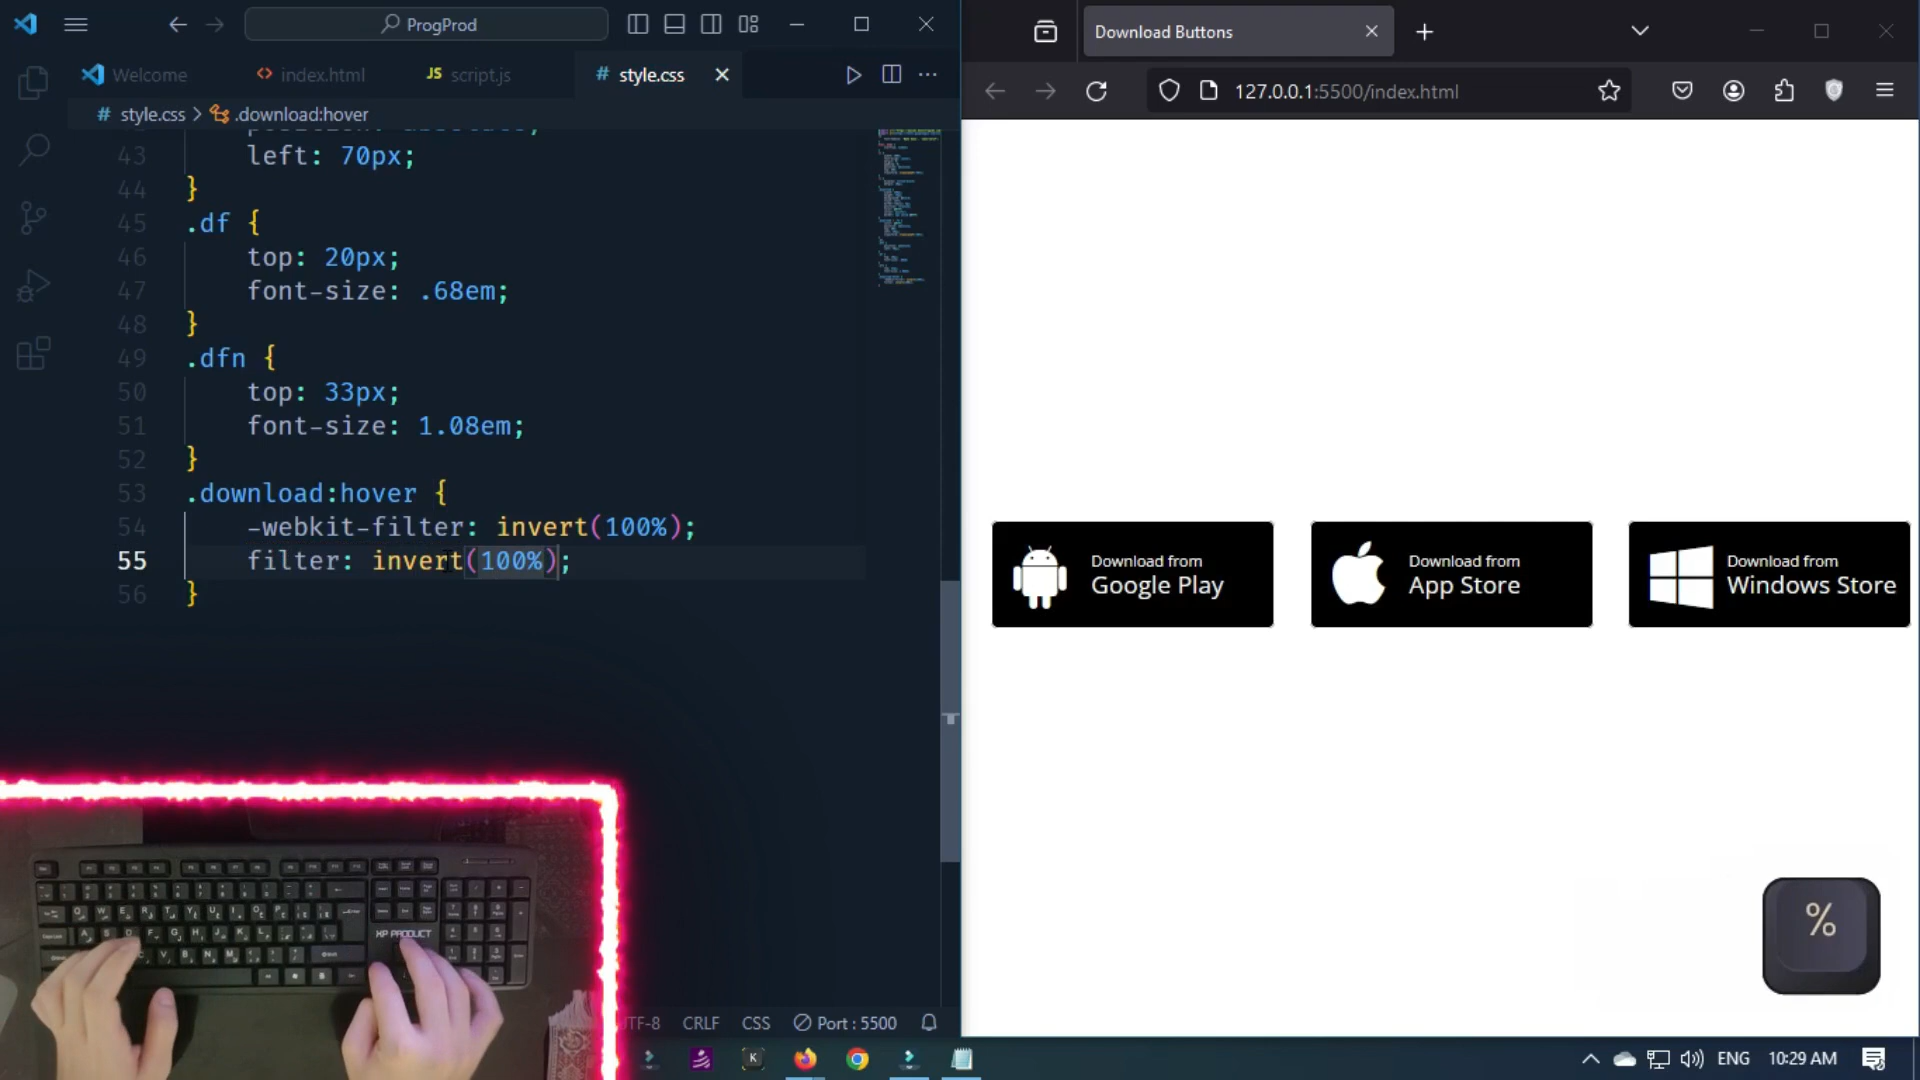 ProgProd
Welcome
<> index.html
JS script.js
# style.css
# style.css > .download:hover
43 left: 70px;
44 }
45 .df {
46 top: 20px;
47 font-size: .68em;
48 }
49 .dfn {
50 top: 33px;
51 font-size: 1.08em;
52 }
53 .download:hover {
54 -webkit-filter: invert(100%);
55 filter: invert(100%);
56 }
Download Buttons
127.0.0.1:5500/index.html
Download from
Google Play
Download from
App Store
Download from
Windows Store
XP PRODUCT
%
UTF-8 CRLF CSS Port : 5500
K
ENG 10:29 AM